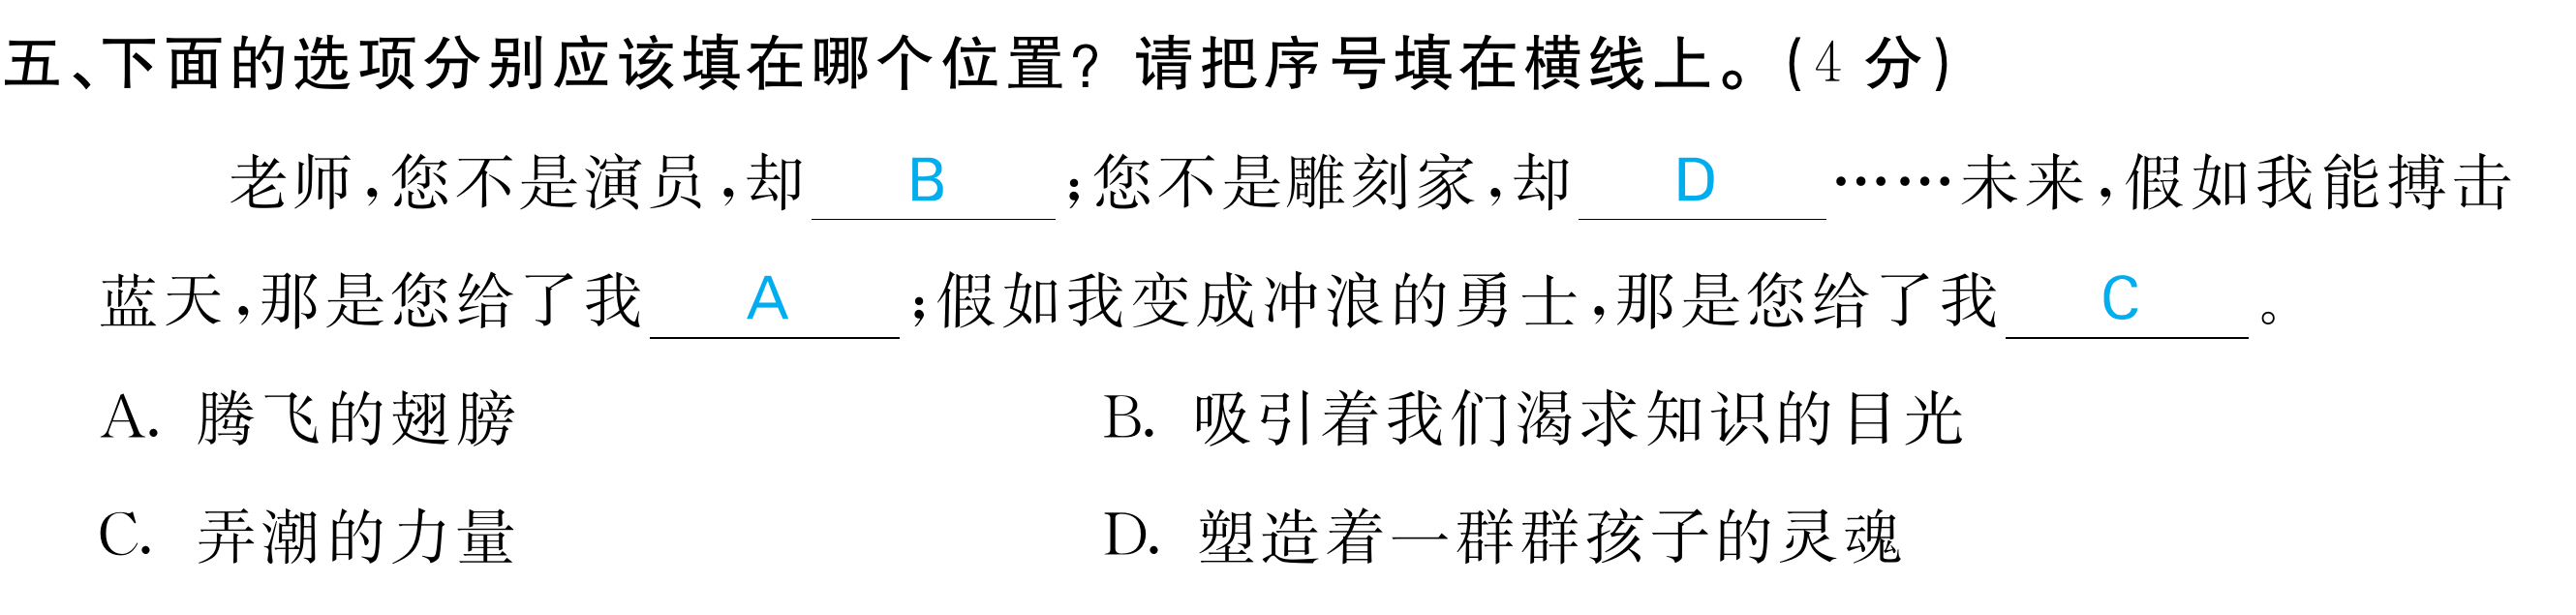 五、下面的选项分别应该填在哪个位置？请把序号填在横线上。(4 分)
老师,您不是演员,却 B ;您不是雕刻家,却 D ……未来,假如我能搏击
蓝天,那是您给了我 A ;假如我变成冲浪的勇士,那是您给了我 C 。
A. 腾飞的翅膀 B. 吸引着我们渴求知识的目光
C. 弄潮的力量 D. 塑造着一群群孩子的灵魂